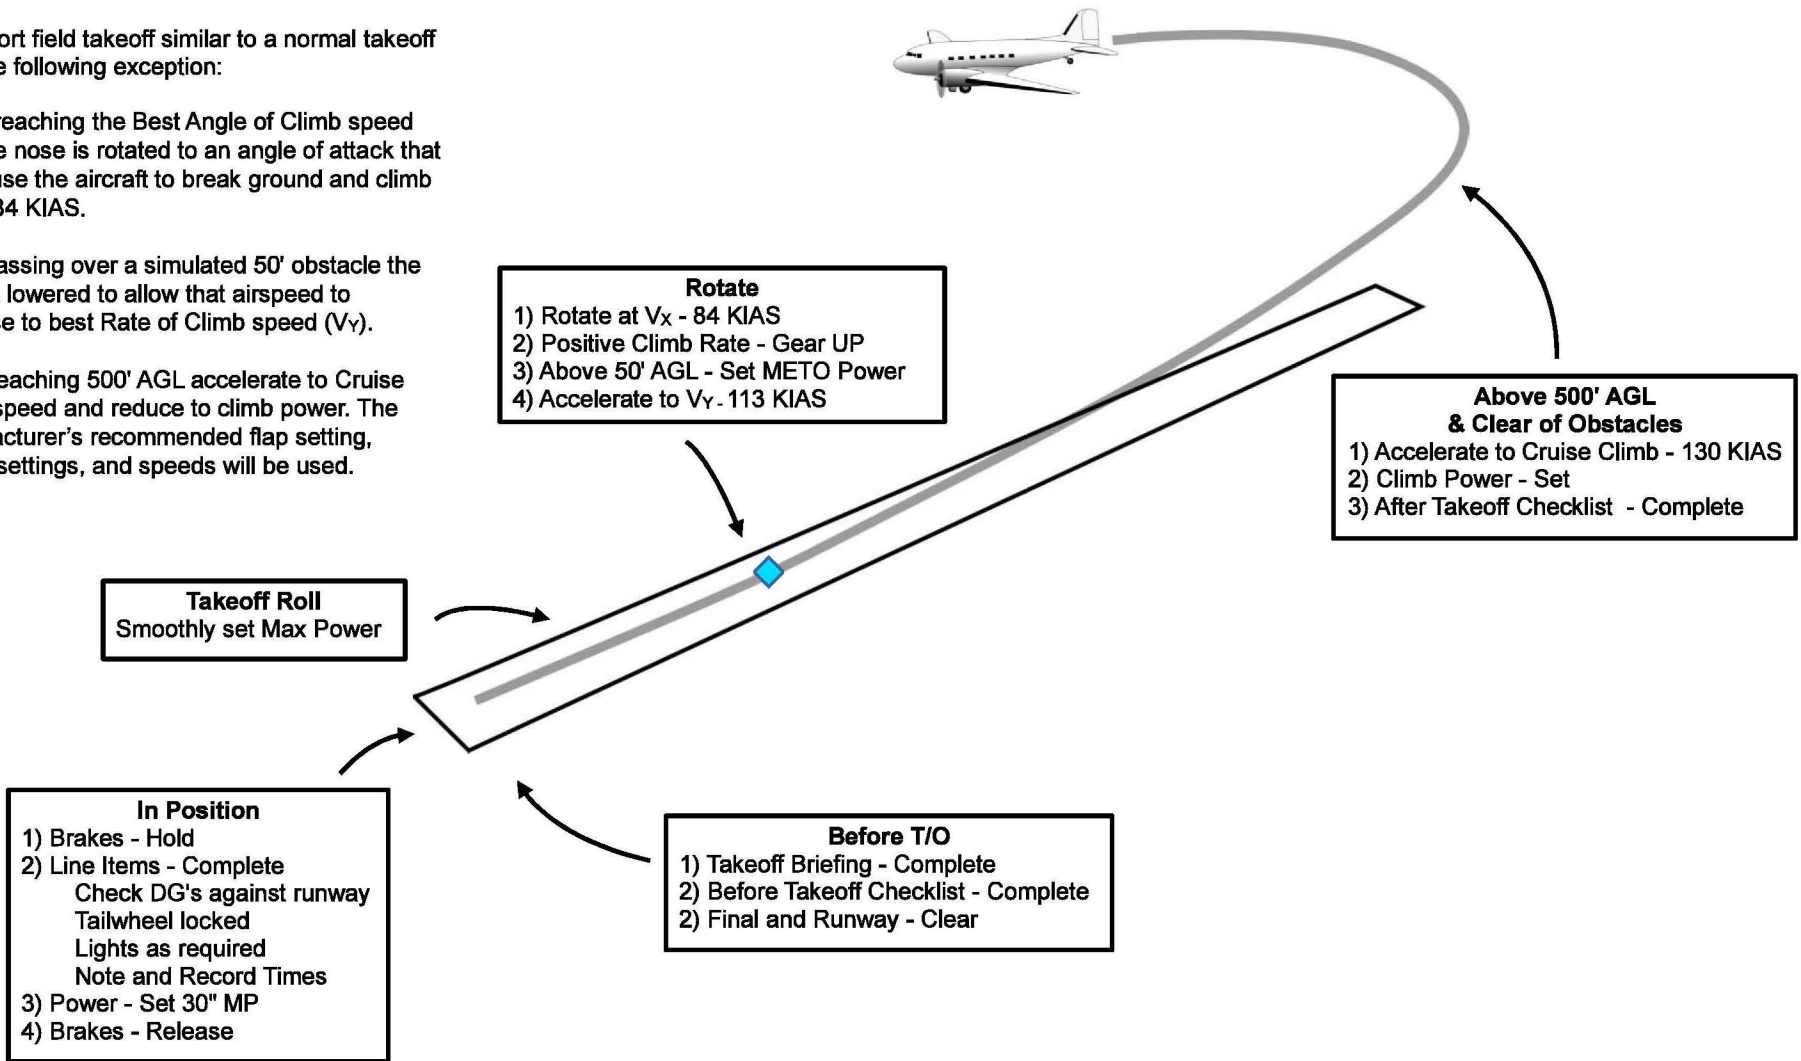 ort field takeoff similar to a normal takeoff
e following exception:
reaching the Best Angle of Climb speed
e nose is rotated to an angle of attack that
use the aircraft to break ground and climb
84 KIAS.
assing over a simulated 50' obstacle the
lowered to allow that airspeed to
se to best Rate of Climb speed (VY).
eaching 500' AGL accelerate to Cruise
speed and reduce to climb power. The
acturer's recommended flap setting,
settings, and speeds will be used.
Rotate
1) Rotate at VX - 84 KIAS
2) Positive Climb Rate - Gear UP
3) Above 50' AGL - Set METO Power
4) Accelerate to VY - 113 KIAS
Above 500' AGL
& Clear of Obstacles
1) Accelerate to Cruise Climb - 130 KIAS
2) Climb Power - Set
3) After Takeoff Checklist - Complete
Takeoff Roll
Smoothly set Max Power
In Position
1) Brakes - Hold
2) Line Items - Complete
Check DG's against runway
Tailwheel locked
Lights as required
Note and Record Times
3) Power - Set 30" MP
4) Brakes - Release
Before T/O
1) Takeoff Briefing - Complete
2) Before Takeoff Checklist - Complete
2) Final and Runway - Clear